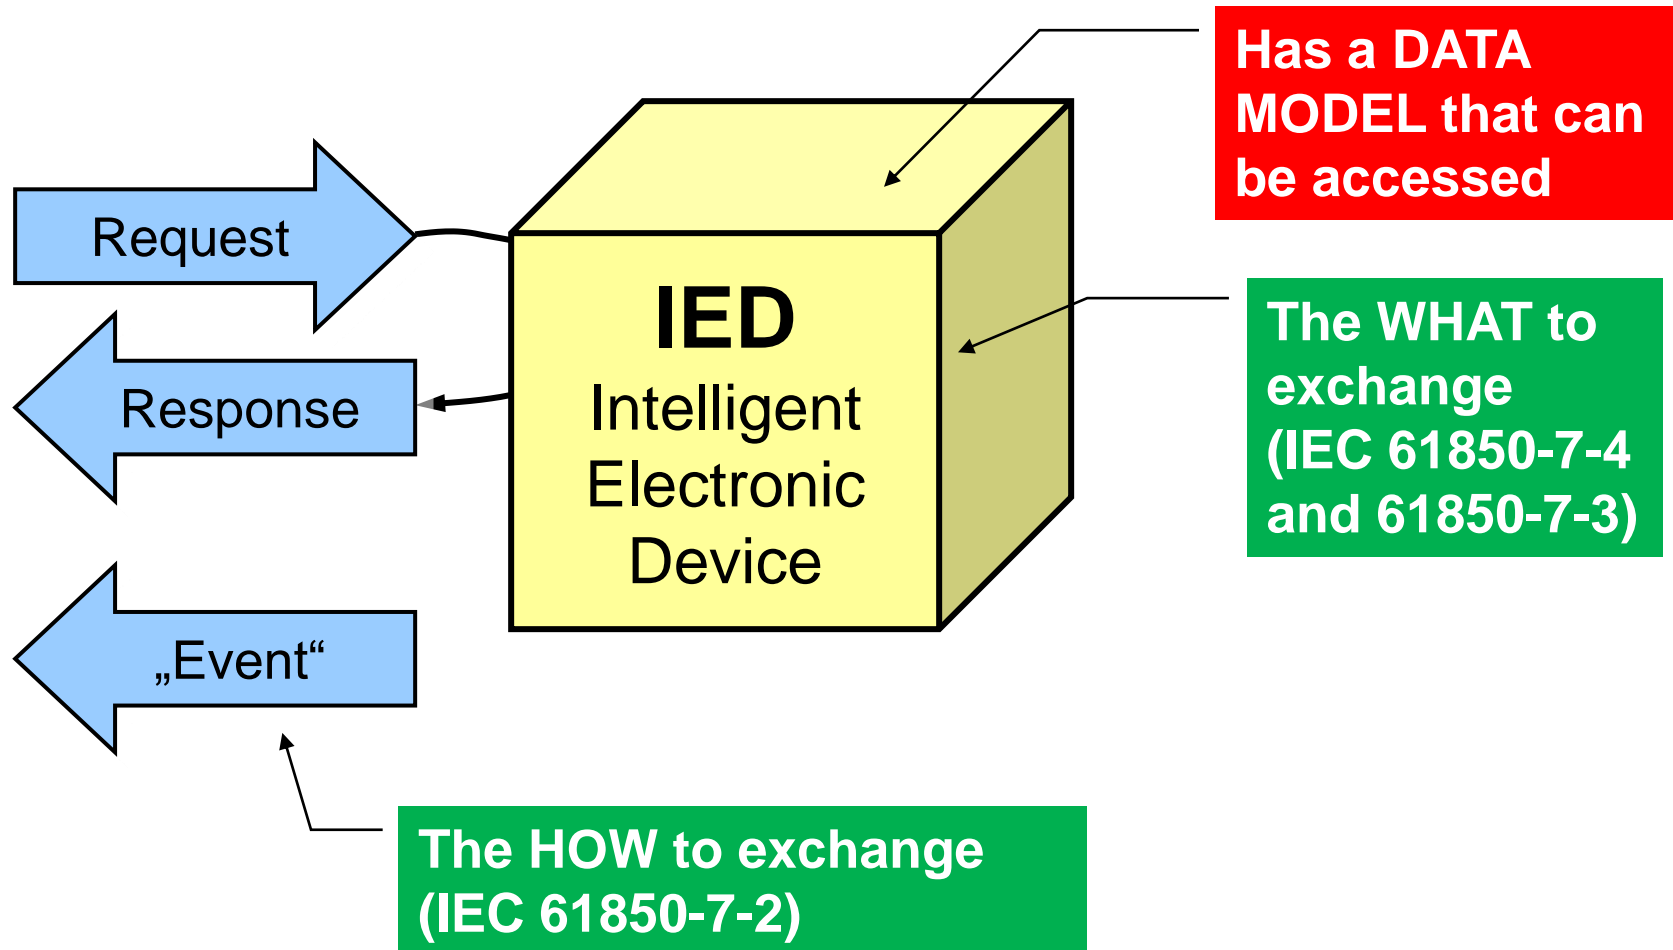 Has a DATA
MODEL that can
be accessed
Request
IED
Intelligent
Electronic
Device
The WHAT to
exchange
(IEC 61850-7-4
and 61850-7-3)
Response
„Event“
The HOW to exchange
(IEC 61850-7-2)